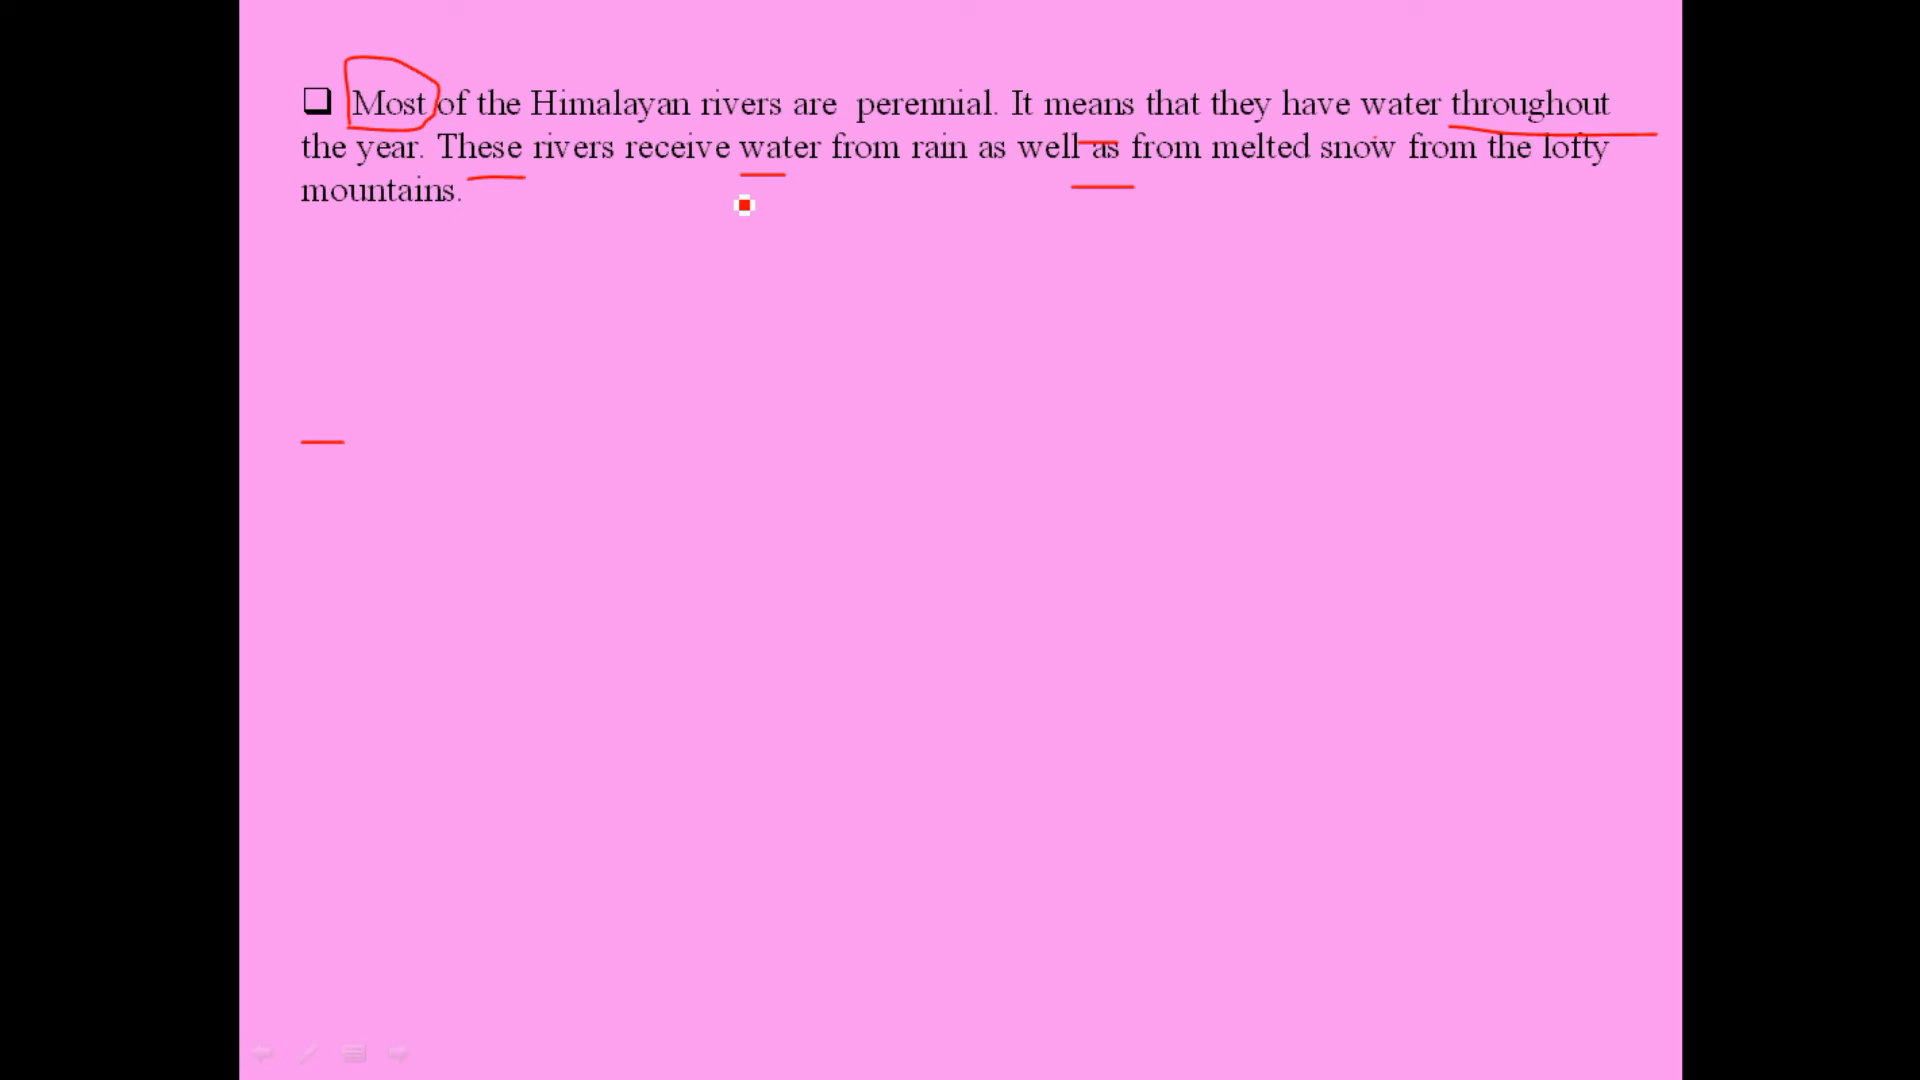 Most of the Himalayan rivers are perennial. It means that they have water throughout
the year. These rivers receive water from rain as well as from melted snow from the lofty
mountains.